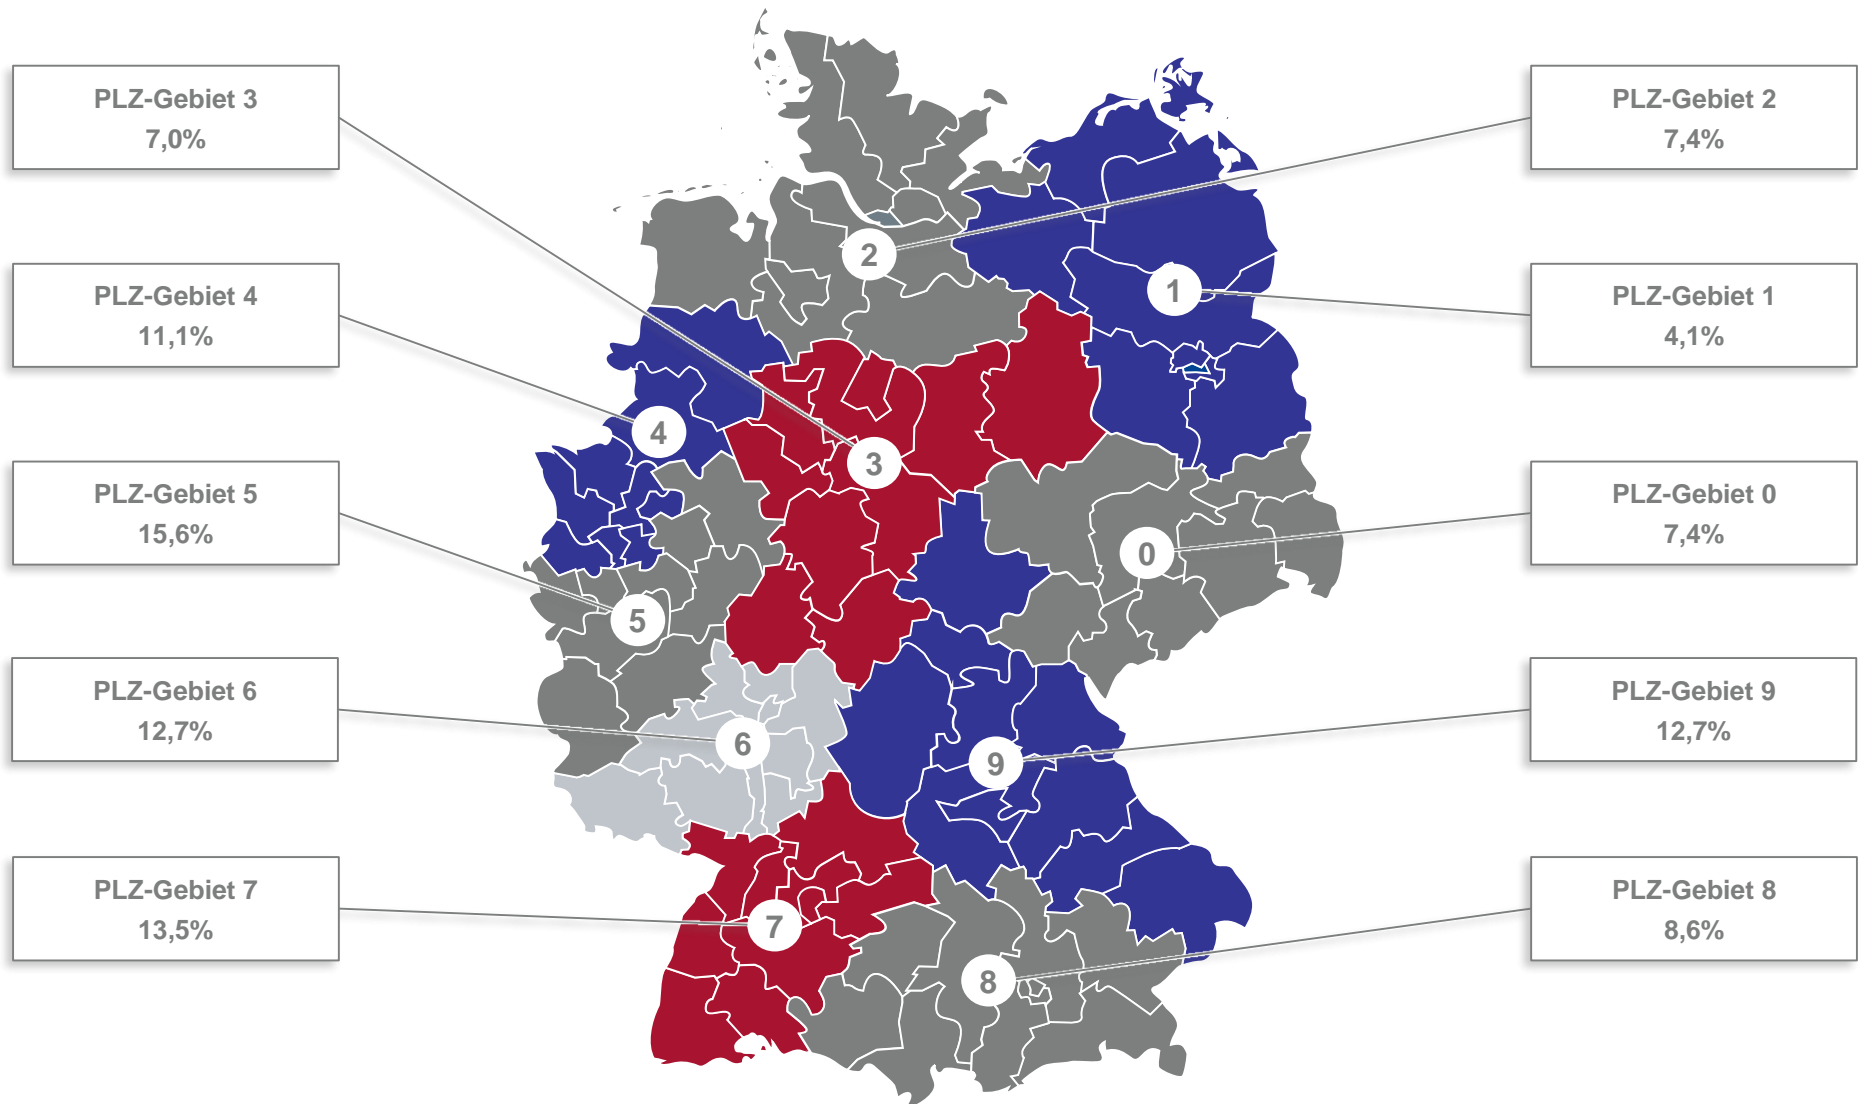 PLZ-Gebiet 3
7,0%
PLZ-Gebiet 4
11,1%
PLZ-Gebiet 5
15,6%
PLZ-Gebiet 6
12,7%
PLZ-Gebiet 7
13,5%
2
1
4
3
0
5
6
9
7
8
PLZ-Gebiet 2
7,4%
PLZ-Gebiet 1
4,1%
PLZ-Gebiet 0
7,4%
PLZ-Gebiet 9
12,7%
PLZ-Gebiet 8
8,6%